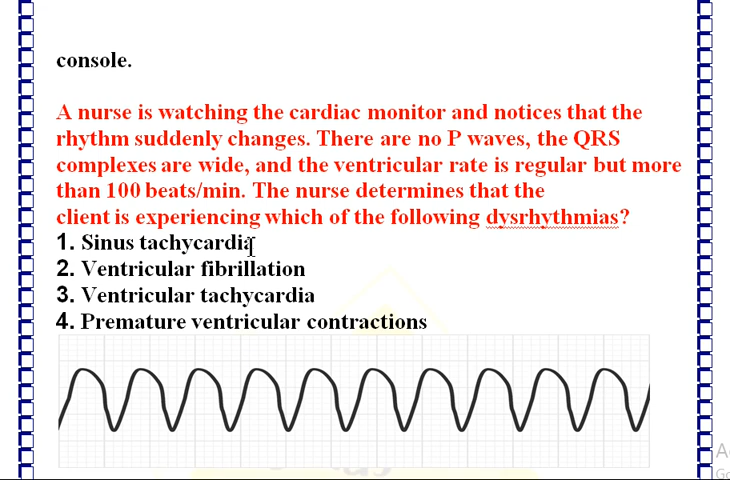 console.
A nurse is watching the cardiac monitor and notices that the
rhythm suddenly changes. There are no P waves, the QRS
complexes are wide, and the ventricular rate is regular but more
than 100 beats/min. The nurse determines that the
client is experiencing which of the following dysrhythmias?
1. Sinus tachycardia
2. Ventricular fibrillation
3. Ventricular tachycardia
4. Premature ventricular contractions